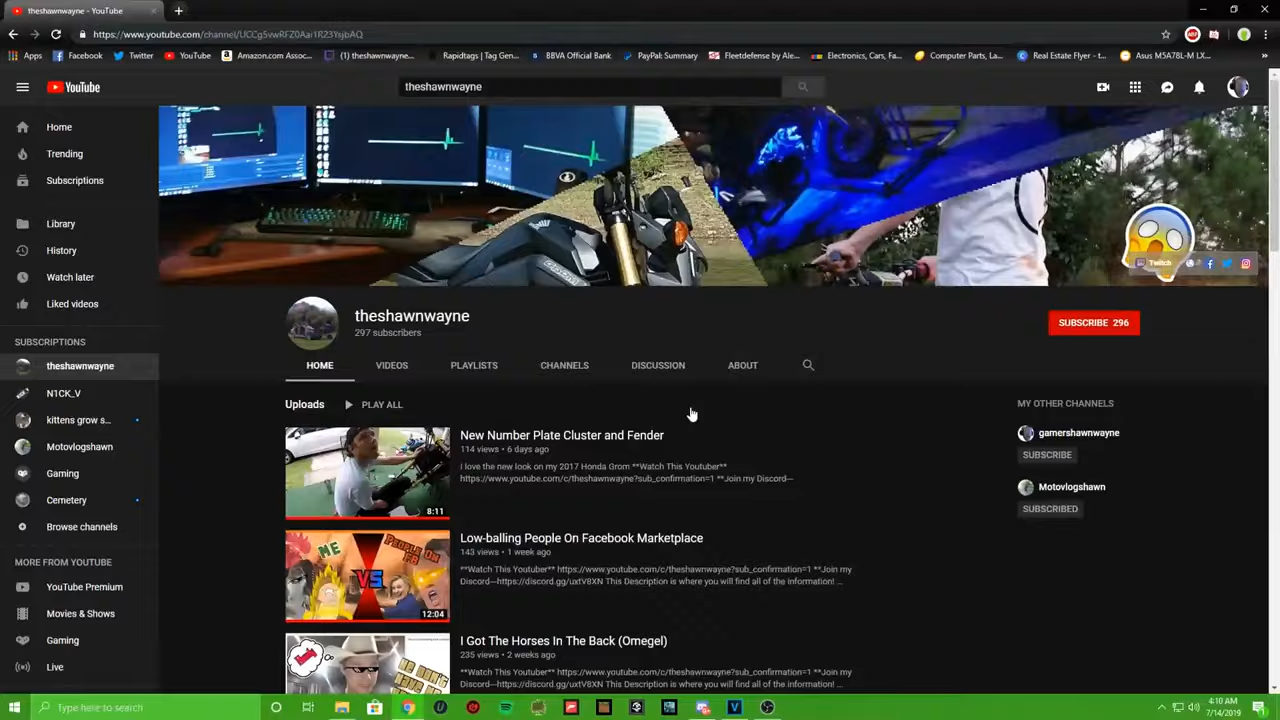 theshawnwayne - YouTube
https://www.youtube.com/channel/UCCg5vwRFZ0Aai1R23YsjbAQ
Apps Facebook Twitter YouTube Amazon.com Assoc... (1) thesawnwayne... Rapidtags | Tag Gen... BBVA Official Bank PayPal Summary Fleetdefense by Ale... Electronics, Cars, Fa... Computer Parts, La... Real Estate Flyer - t... Asus M5A78L-M LX...
YouTube
theshawnwayne
Home
Trending
Subscriptions
Library
History
Watch later
Liked videos
SUBSCRIPTIONS
theshawnwayne
N1CK_V
kittens grow s...
Motovlogshawn
Gaming
Cemetery
Browse channels
MORE FROM YOUTUBE
YouTube Premium
Movies & Shows
Gaming
Live
Twitch
theshawnwayne
297 subscribers
SUBSCRIBE 296
HOME VIDEOS PLAYLISTS CHANNELS DISCUSSION ABOUT
Uploads PLAY ALL
New Number Plate Cluster and Fender
114 views • 6 days ago
I love the new look on my 2017 Honda Grom **Watch This Youtuber**
https://www.youtube.com/c/theshawnwayne?sub_confirmation=1 **Join my Discord---
8:11
Low-balling People On Facebook Marketplace
143 views • 1 week ago
**Watch This Youtuber** https://www.youtube.com/c/theshawnwayne?sub_confirmation=1 **Join my
Discord---https://discord.gg/uxtV8XN This Description is where you will find all of the information! ...
ME
VS
PEOPLE ON FB
12:04
I Got The Horses In The Back (Omegel)
235 views • 2 weeks ago
**Watch This Youtuber** https://www.youtube.com/c/theshawnwayne?sub_confirmation=1 **Join my
Discord---https://discord.gg/uxtV8XN This Description is where you will find all of the information! ...
MY OTHER CHANNELS
gamershawnwayne
SUBSCRIBE
Motovlogshawn
SUBSCRIBED
Type here to search
4:10 AM
7/14/2019